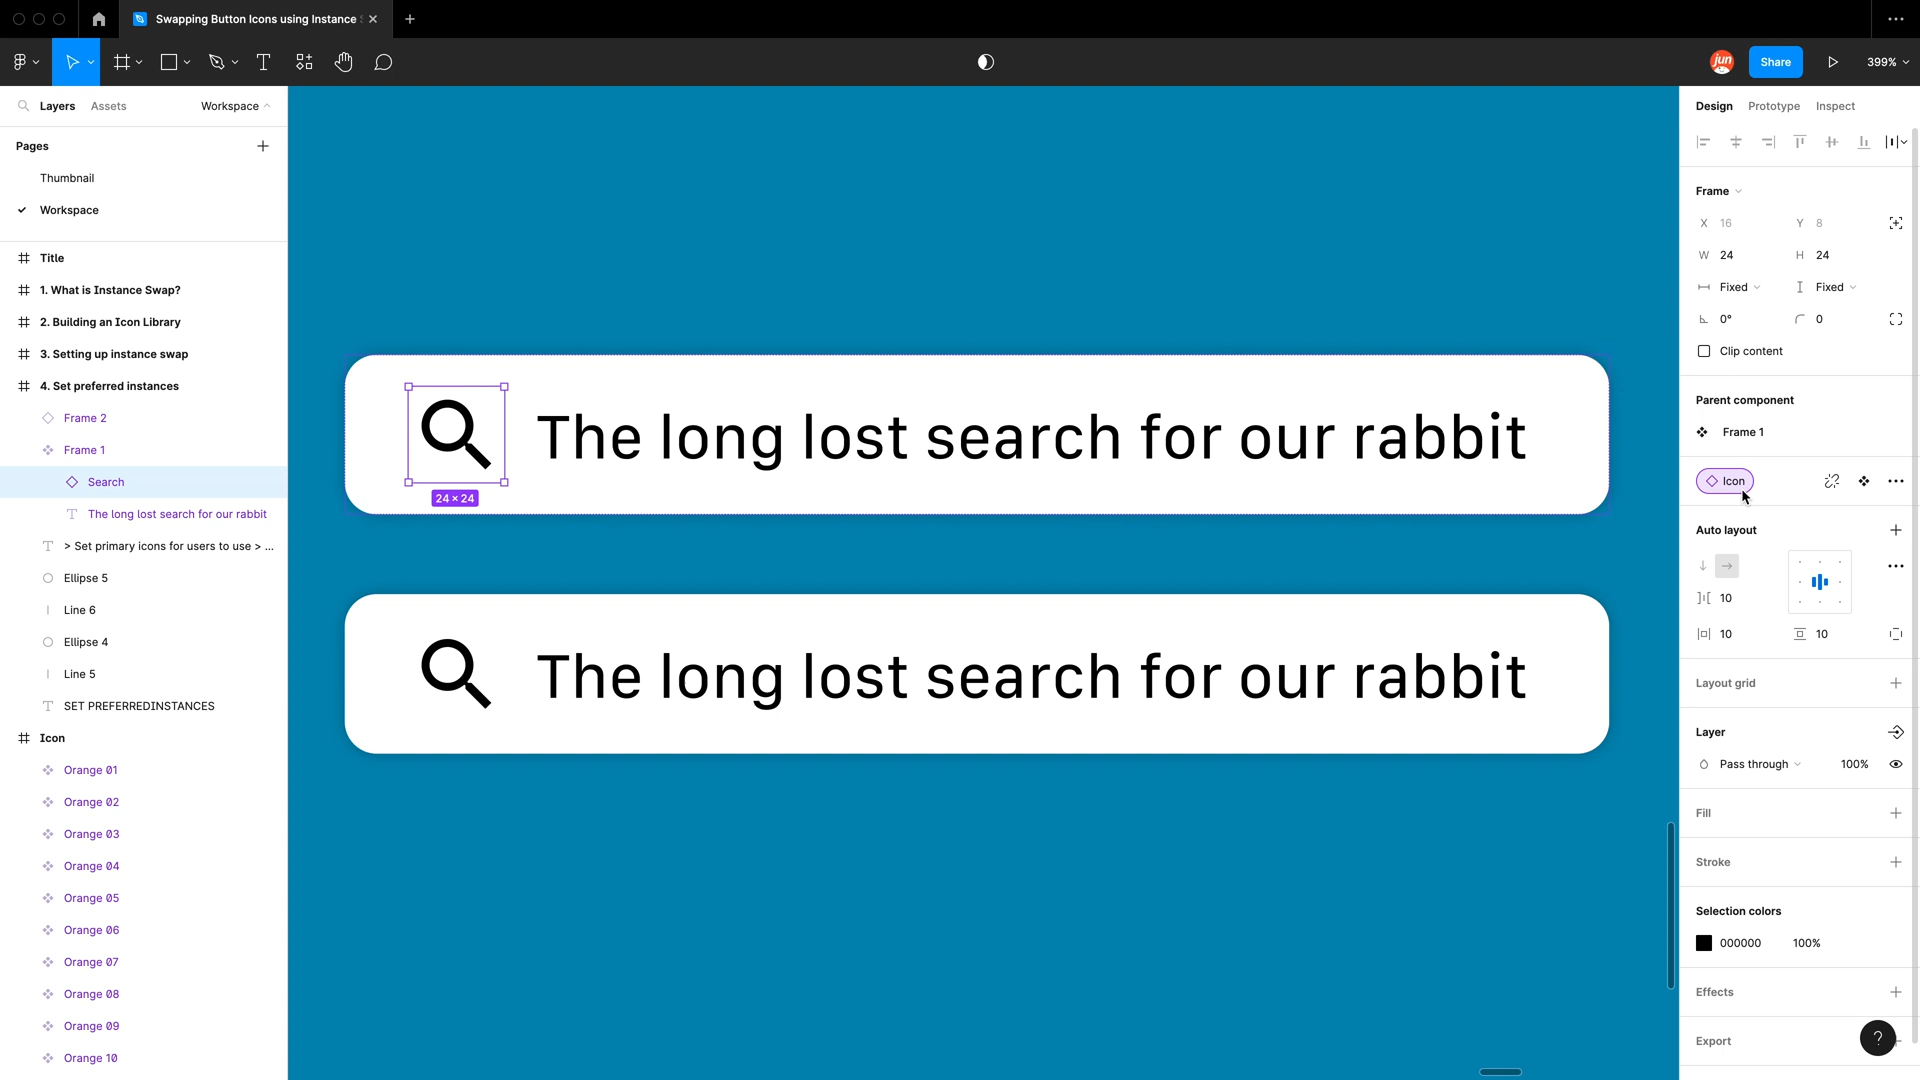 Swapping Button Icons using Instance
jun
Share
399%
Layers
Assets
Workspace
Pages
Thumbnail
Workspace
Title
1. What is Instance Swap?
2. Building an Icon Library
3. Setting up instance swap
4. Set preferred instances
Frame 2
Frame 1
Search
The long lost search for our rabbit
> Set primary icons for users to use > ...
Ellipse 5
Line 6
Ellipse 4
Line 5
SET PREFERREDINSTANCES
Icon
Orange 01
Orange 02
Orange 03
Orange 04
Orange 05
Orange 06
Orange 07
Orange 08
Orange 09
Orange 10
The long lost search for our rabbit
24 × 24
The long lost search for our rabbit
Design
Prototype
Inspect
Frame
X 16
Y 8
W 24
H 24
Fixed
Fixed
0°
0
Clip content
Parent component
Frame 1
Icon
Auto layout
10
10
10
Layout grid
Layer
Pass through
100%
Fill
Stroke
Selection colors
000000
100%
Effects
Export
?